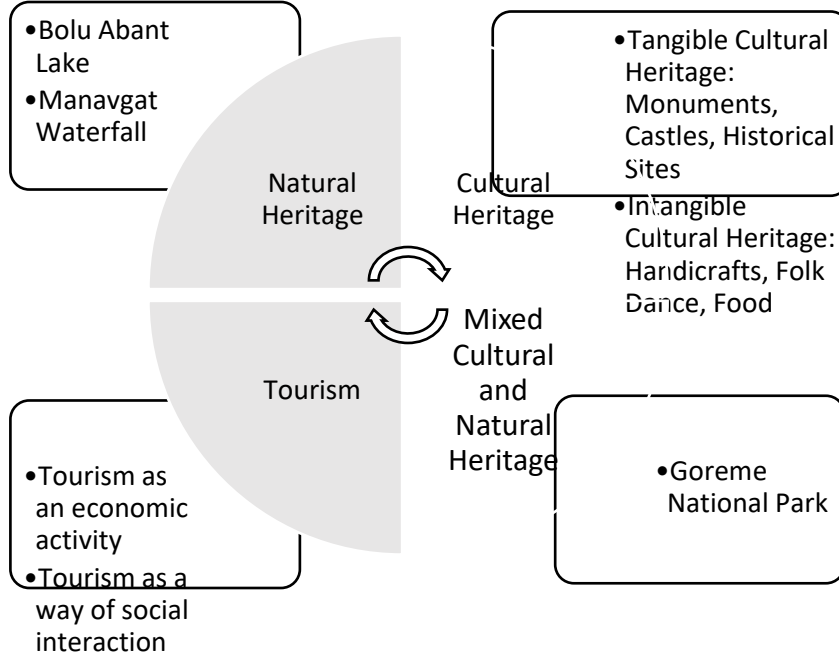 •Bolu Abant
Lake
•Manavgat
Waterfall
Natural
Heritage
Cultural
Heritage
•Tangible Cultural
Heritage:
Monuments,
Castles, Historical
Sites
•Intangible
Cultural Heritage:
Handicrafts, Folk
Dance, Food
Tourism
Mixed
Cultural
and
Natural
Heritage
•Tourism as
an economic
activity
•Tourism as a
way of social
interaction
•Goreme
National Park